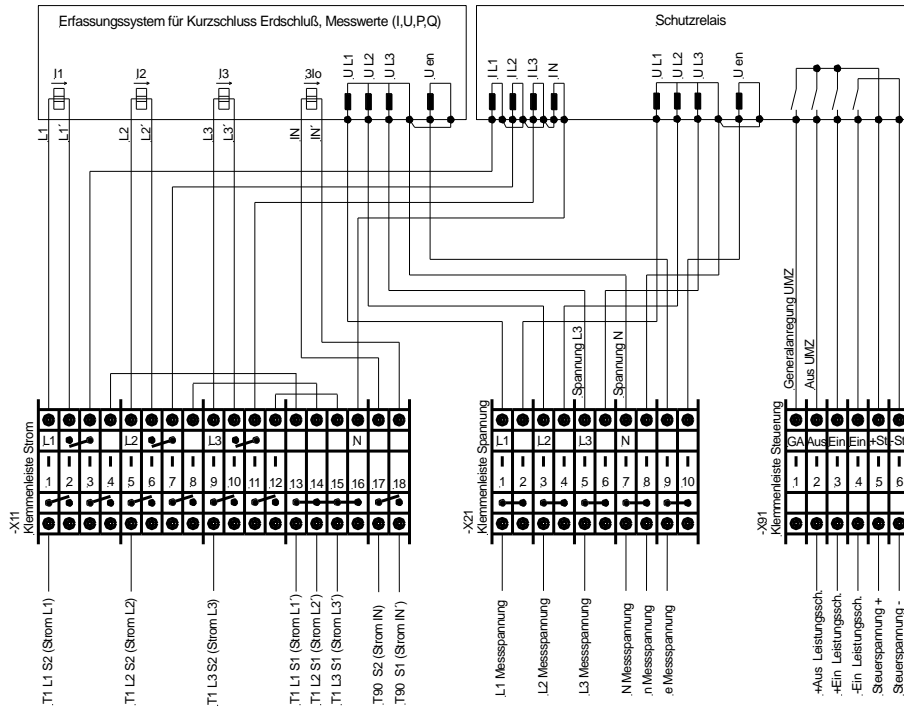 Erfassungssystem für Kurzschluss Erdschluß, Messwerte (I,U,P,Q)
Schutzrelais
I1
I2
I3
3Io
U L1
U L2
U L3
U en
I L1
I L2
I L3
IN
U L1
U L2
U L3
U en
L1
L1´
L2
L2´
L3
L3´
IN
IN´
Spannung L3
Spannung N
Generalanregung UMZ
Aus UMZ
-X11
Klemmenleiste Strom
L1 L2 L3 N
1 2 3 4 5 6 7 8 9 10 11 12 13 14 15 16 17 18
-X21
Klemmenleiste Spannung
L1 L2 L3 N
1 2 3 4 5 6 7 8 9 10
-X91
Klemmenleiste Steuerung
GA Aus Ein Ein +St -St
1 2 3 4 5 6
T1 L1 S2 (Strom L1)
T1 L2 S2 (Strom L2)
T1 L3 S2 (Strom L3)
T1 L1 S1 (Strom L1´)
T1 L2 S1 (Strom L2´)
T1 L3 S1 (Strom L3´)
T90 S2 (Strom IN)
T90 S1 (Strom IN´)
L1 Messspannung
L2 Messspannung
L3 Messspannung
N Messspannung
n Messspannung
e Messspannung
+Aus Leistungssch.
+Ein Leistungssch.
-Ein Leistungssch.
Steuerspannung +
Steuerspannung -